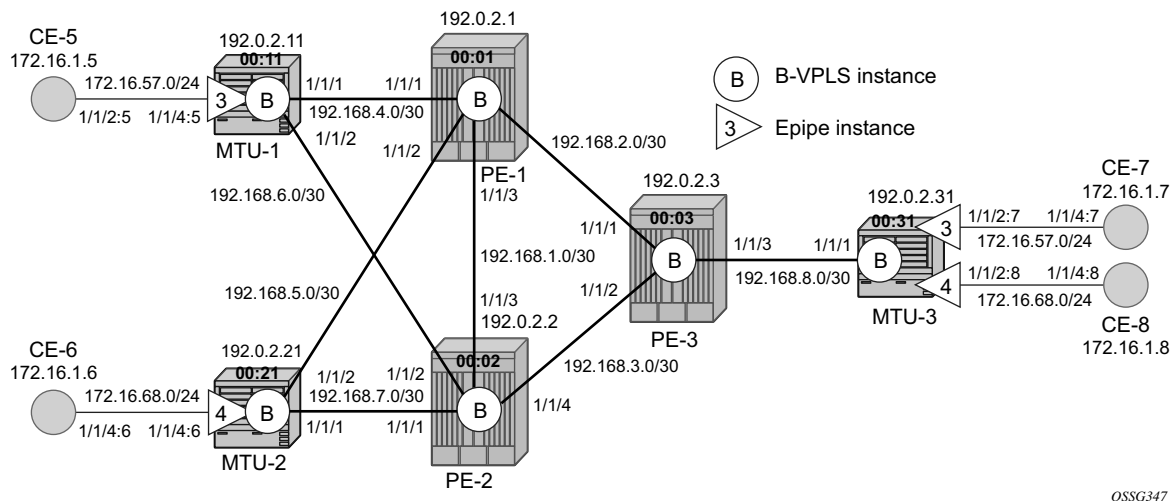 192.0.2.1
CE-5
172.16.1.5
192.0.2.11
00:11
00:01
172.16.57.0/24
1/1/1
1/1/1
3
B
B
192.168.4.0/30
1/1/2:5
1/1/4:5
1/1/2
1/1/2
MTU-1
PE-1
B
B-VPLS instance
3
Epipe instance
192.168.2.0/30
192.168.6.0/30
1/1/3
192.0.2.3
00:03
1/1/1
192.0.2.31
00:31
CE-7
172.16.1.7
1/1/2:7
1/1/4:7
3
172.16.57.0/24
192.168.1.0/30
B
1/1/3
1/1/1
B
192.168.8.0/30
1/1/2:8
1/1/4:8
4
172.16.68.0/24
192.168.5.0/30
1/1/3
1/1/2
MTU-3
CE-8
172.16.1.8
192.0.2.2
PE-3
CE-6
172.16.1.6
192.0.2.21
00:21
00:02
192.168.3.0/30
172.16.68.0/24
1/1/2
1/1/2
192.168.7.0/30
4
B
B
1/1/4
1/1/4:6
1/1/4:6
1/1/1
1/1/1
MTU-2
PE-2
OSSG347